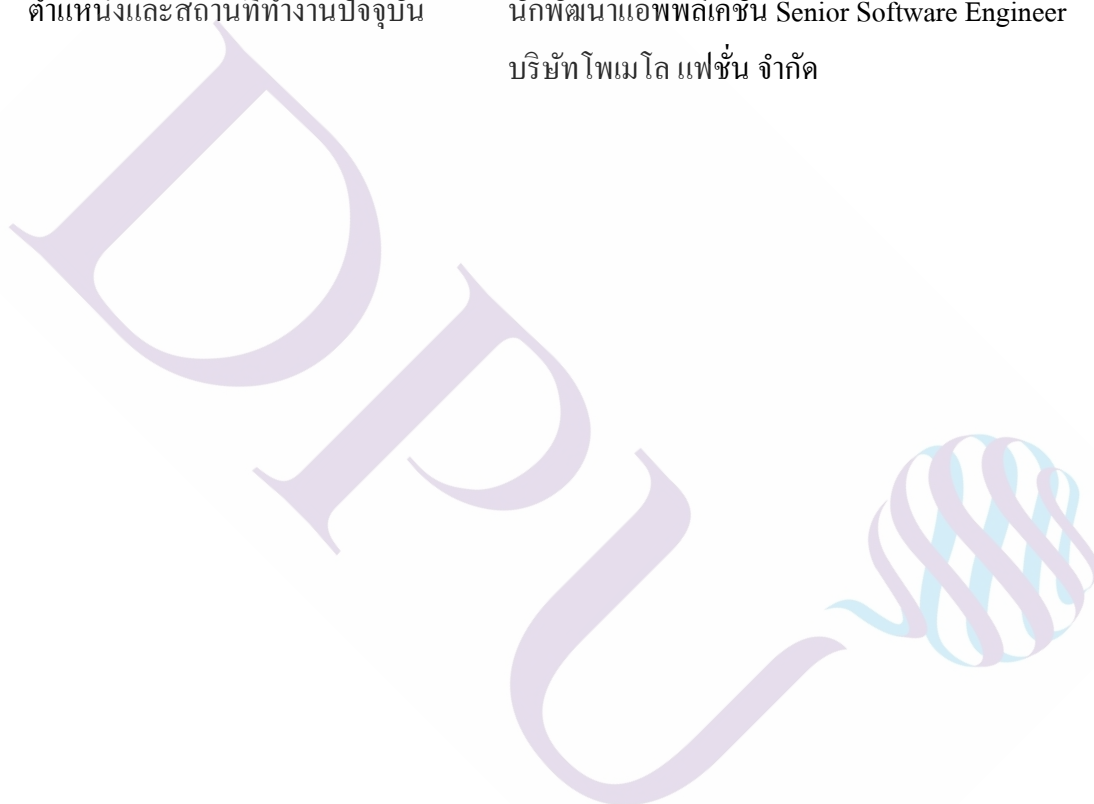 ตำแหน่งและสถานที่ทำงานปัจจุบัน นักพัฒนาแอพพลิเคชั่น Senior Software Engineer
บริษัทโพเมโล แฟชั่น จำกัด
DPU